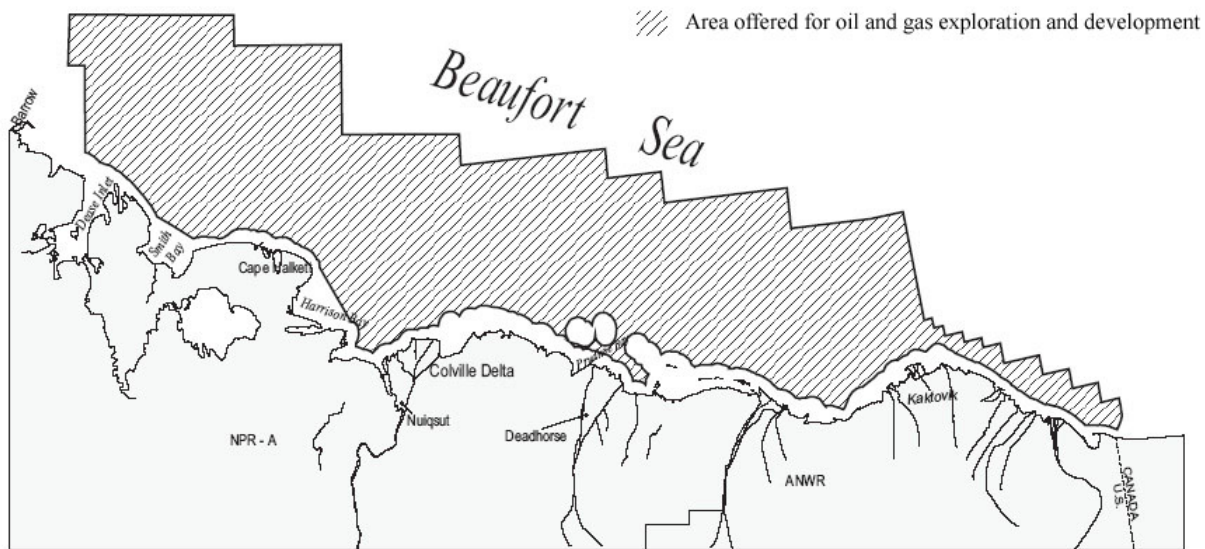 Area offered for oil and gas exploration and development
Beaufort
Sea
Barrow
Dease Inlet
Smith
Bay
Cape Halkett
Harrison Bay
Colville Delta
Nuiqsut
NPR - A
Deadhorse
Kaktovik
ANWR
CANADA
U.S.